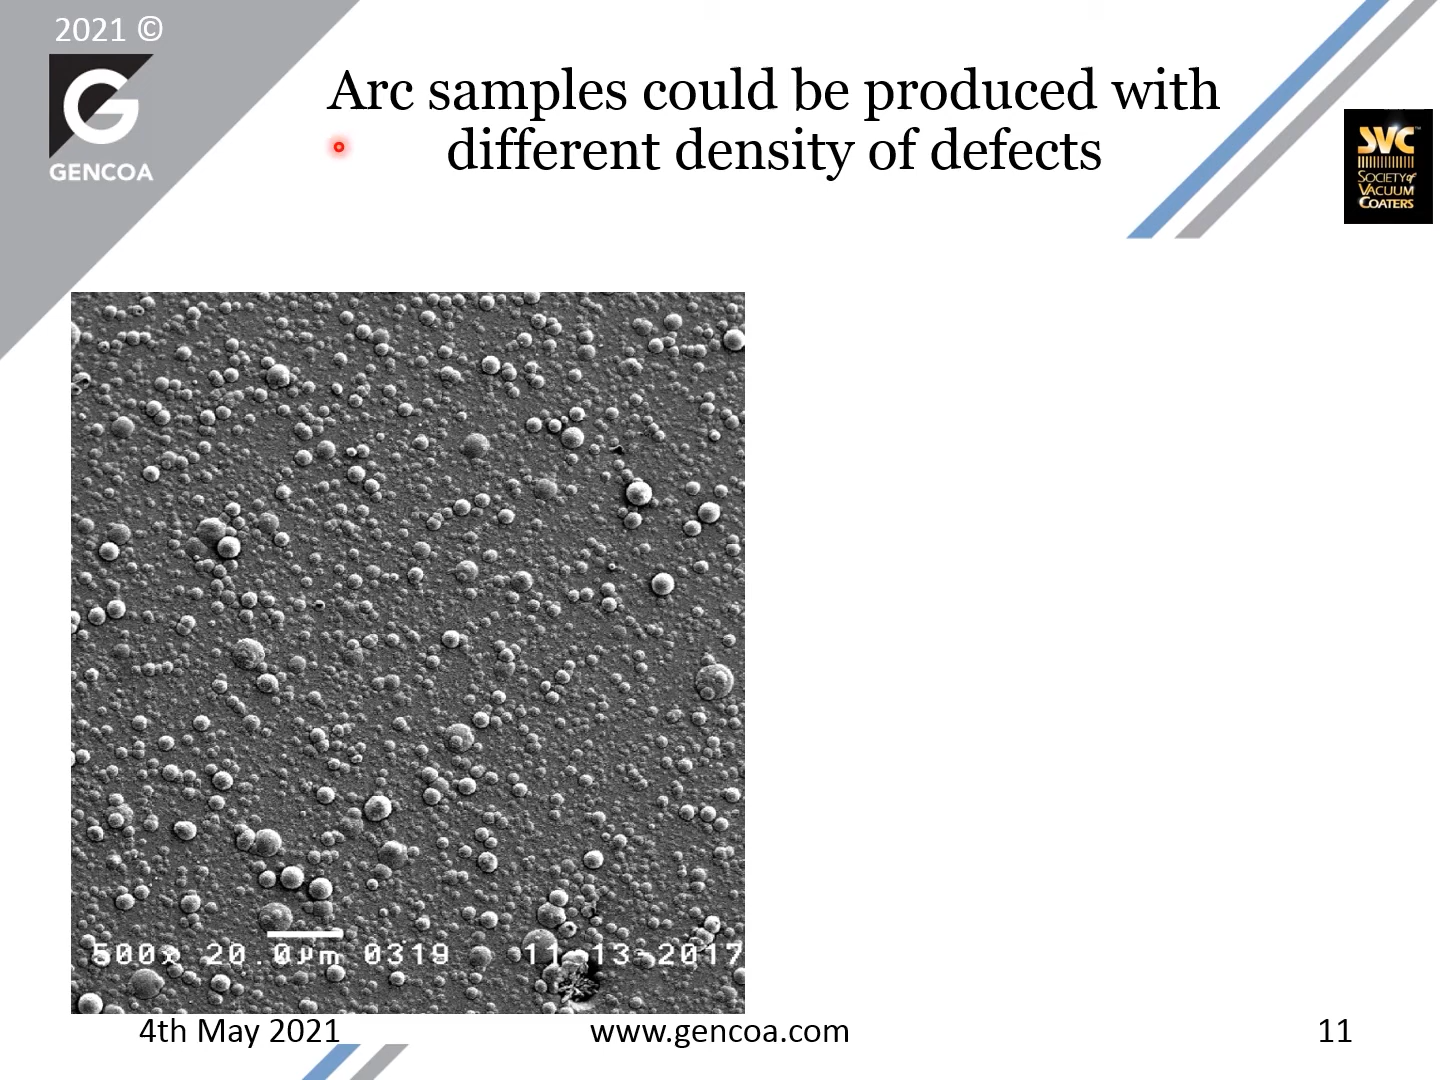 2021 ©
GENCOA
Arc samples could be produced with
different density of defects
SVC™
SOCIETY of
VACUUM
COATERS
500x 20.0µm 0319 11-13-2017
4th May 2021
www.gencoa.com
11